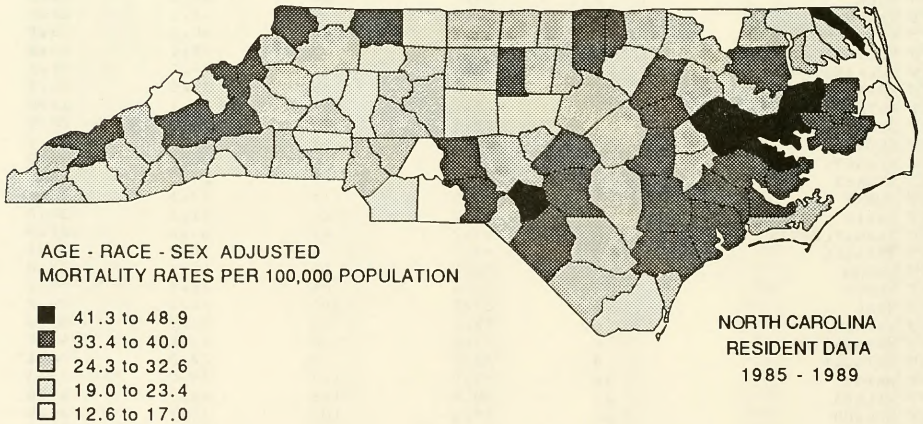 AGE - RACE - SEX ADJUSTED
MORTALITY RATES PER 100,000 POPULATION
41.3 to 48.9
33.4 to 40.0
24.3 to 32.6
19.0 to 23.4
12.6 to 17.0
NORTH CAROLINA
RESIDENT DATA
1985 - 1989